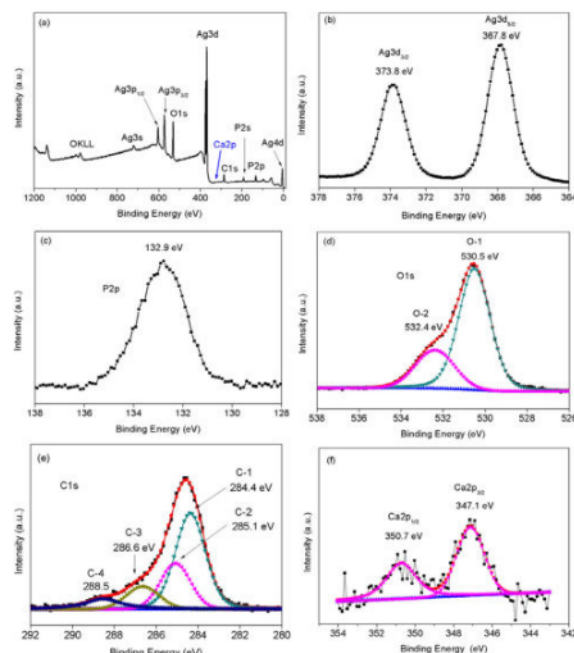 (a)
Ag3d
Ag3p1/2
Ag3p3/2
O1s
OKLL
Ag3s
Ca2p
P2s
C1s
P2p
Ag4d
Intensity (a.u.)
1200 1000 800 600 400 200 0
Binding Energy (eV)
(b)
Ag3d5/2
367.8 eV
Ag3d3/2
373.8 eV
Intensity (a.u.)
378 376 374 372 370 368 366 364
Binding Energy (eV)
(c)
132.9 eV
P2p
Intensity (a.u.)
138 136 134 132 130 128
Binding Energy (eV)
(d)
O-1
530.5 eV
O1s
O-2
532.4 eV
Intensity (a.u.)
538 536 534 532 530 528 526
Binding Energy (eV)
(e)
C1s
C-1
284.4 eV
C-2
285.1 eV
C-3
286.6 eV
C-4
288.5
Intensity (a.u.)
292 290 288 286 284 282 280
Binding Energy (eV)
(f)
Ca2p3/2
347.1 eV
Ca2p1/2
350.7 eV
Intensity (a.u.)
354 352 350 348 346 344 342
Binding Energy (eV)